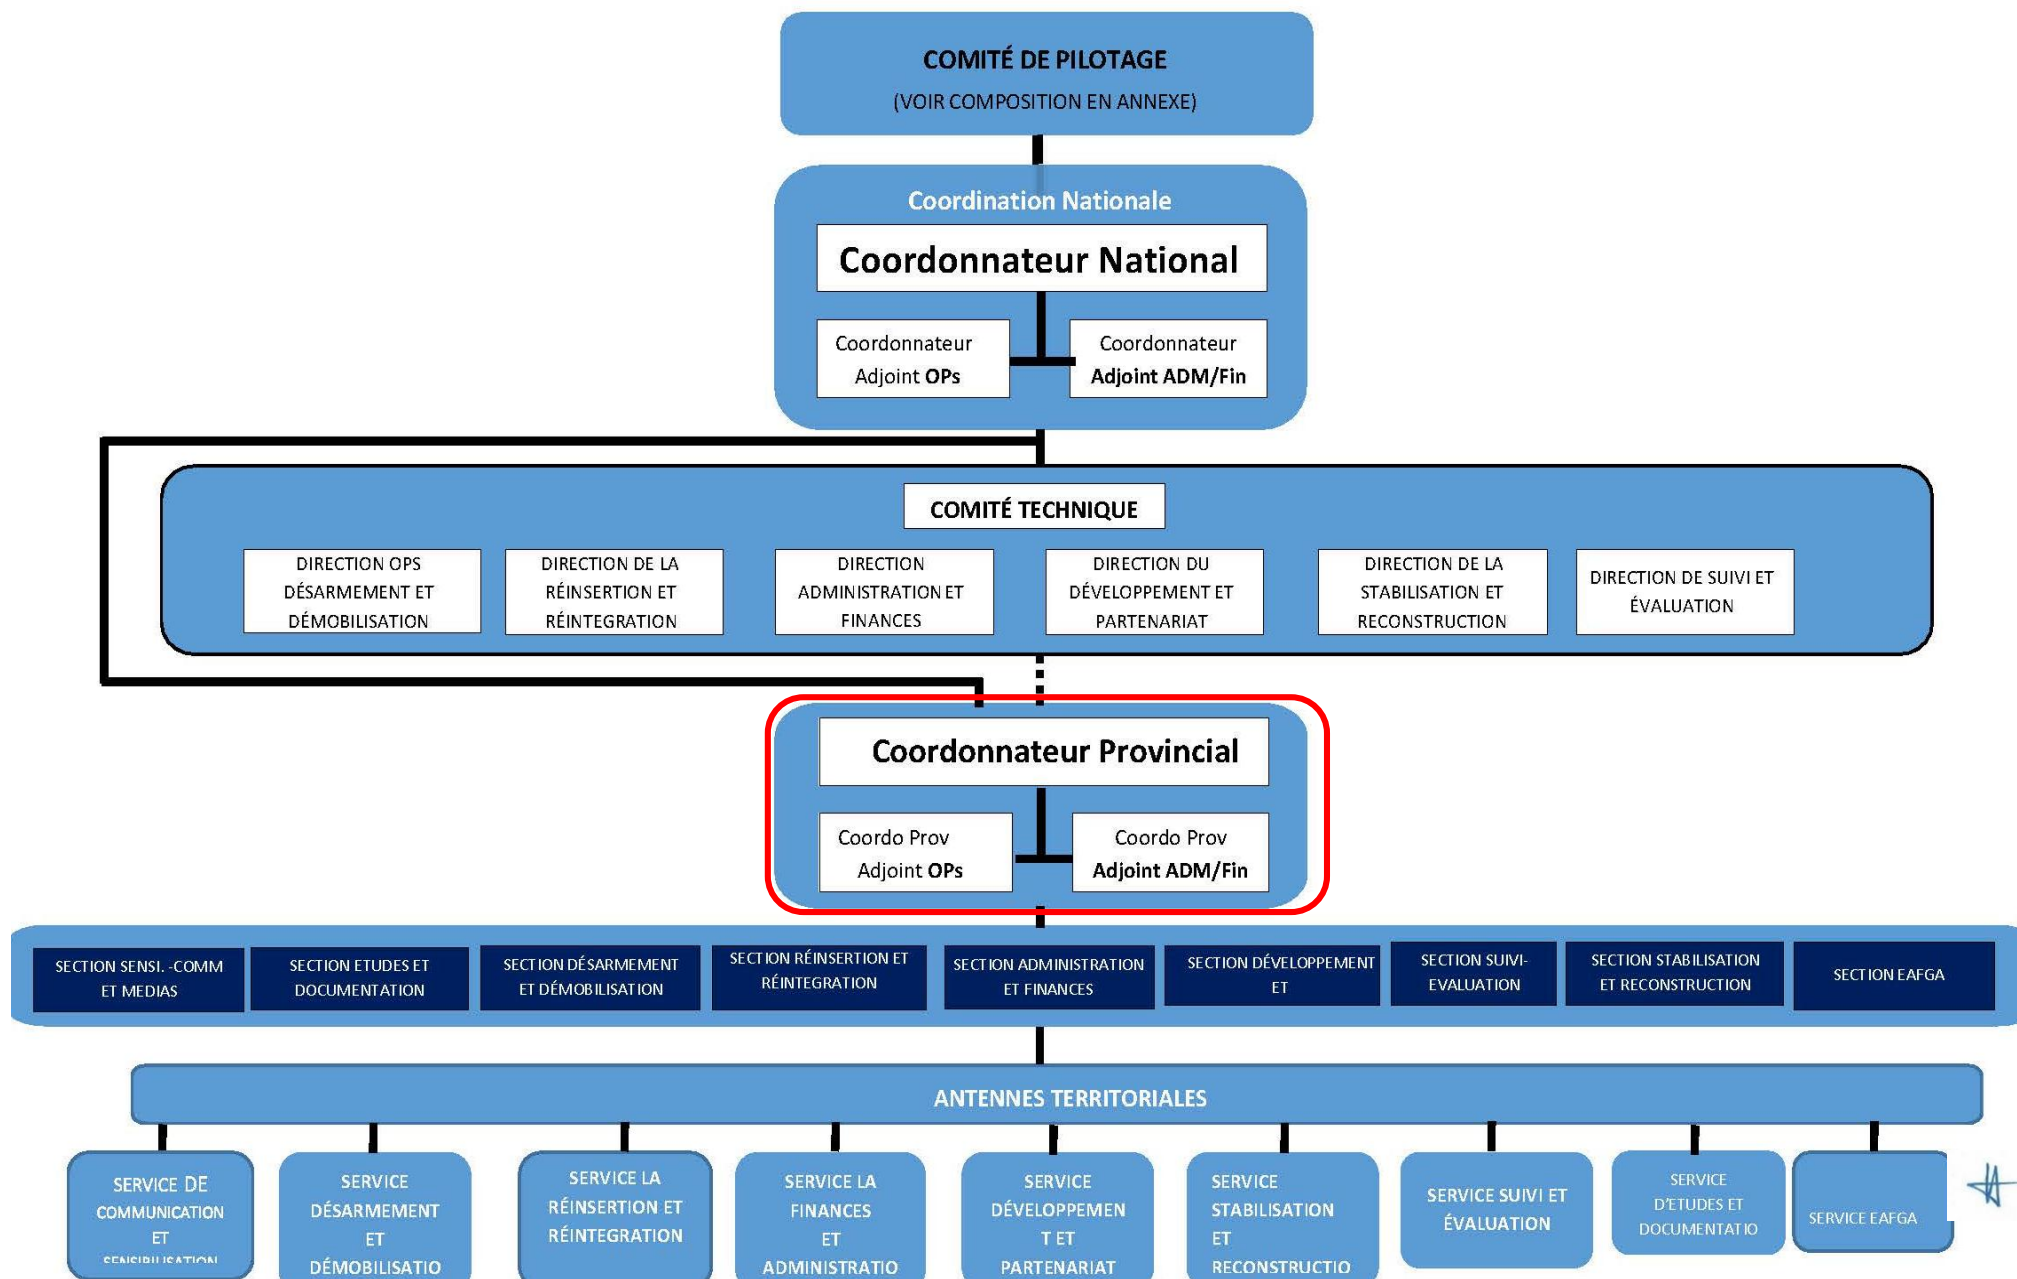 COMITÉ DE PILOTAGE
(VOIR COMPOSITION EN ANNEXE)
Coordination Nationale
Coordonnateur National
Coordonnateur
Adjoint OPs
Coordonnateur
Adjoint ADM/Fin
COMITÉ TECHNIQUE
DIRECTION OPS
DÉSARMEMENT ET
DÉMOBILISATION
DIRECTION DE LA
RÉINSERTION ET
RÉINTEGRATION
DIRECTION
ADMINISTRATION ET
FINANCES
DIRECTION DU
DÉVELOPPEMENT ET
PARTENARIAT
DIRECTION DE LA
STABILISATION ET
RECONSTRUCTION
DIRECTION DE SUIVI ET
ÉVALUATION
Coordonnateur Provincial
Coordo Prov
Adjoint OPs
Coordo Prov
Adjoint ADM/Fin
SECTION SENSI. -COMM
ET MEDIAS
SECTION ETUDES ET
DOCUMENTATION
SECTION DÉSARMEMENT
ET DÉMOBILISATION
SECTION RÉINSERTION ET
RÉINTEGRATION
SECTION ADMINISTRATION
ET FINANCES
SECTION DÉVELOPPEMENT
ET
SECTION SUIVI-
EVALUATION
SECTION STABILISATION
ET RECONSTRUCTION
SECTION EAFGA
ANTENNES TERRITORIALES
SERVICE DE
COMMUNICATION
ET
SENSIBILISATION
SERVICE
DÉSARMEMENT
ET
DÉMOBILISATIO
SERVICE LA
RÉINSERTION ET
RÉINTEGRATION
SERVICE LA
FINANCES
ET
ADMINISTRATIO
SERVICE
DÉVELOPPEMEN
T ET
PARTENARIAT
SERVICE
STABILISATION
ET
RECONSTRUCTIO
SERVICE SUIVI ET
ÉVALUATION
SERVICE
D'ETUDES ET
DOCUMENTATIO
SERVICE EAFGA